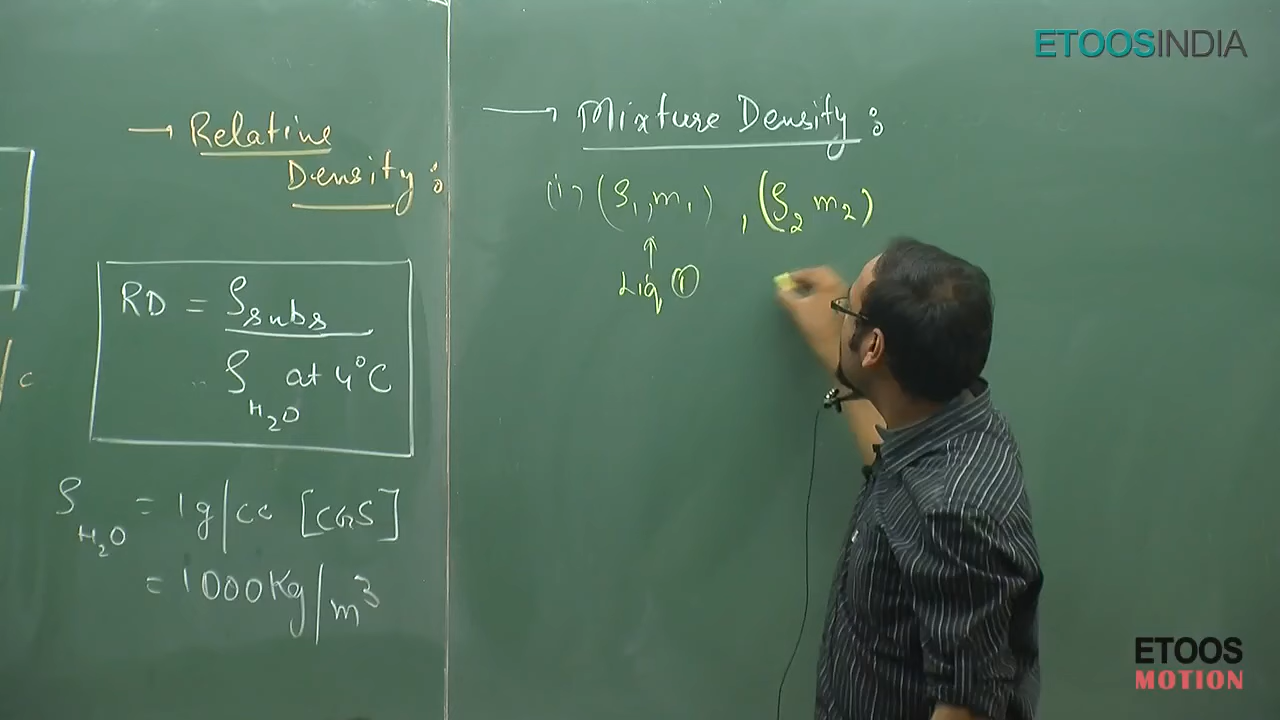 ETOOSINDIA
→ Relative
Density :
RD = ρsubs
ρH₂O at 4°C
ρH₂O = 1g/cc [CGS]
= 1000Kg/m³
/c
→ Mixture Density :
(i) (ρ₁, m₁) , (ρ₂ m₂)
↑
Liq ①
ETOOS
MOTION